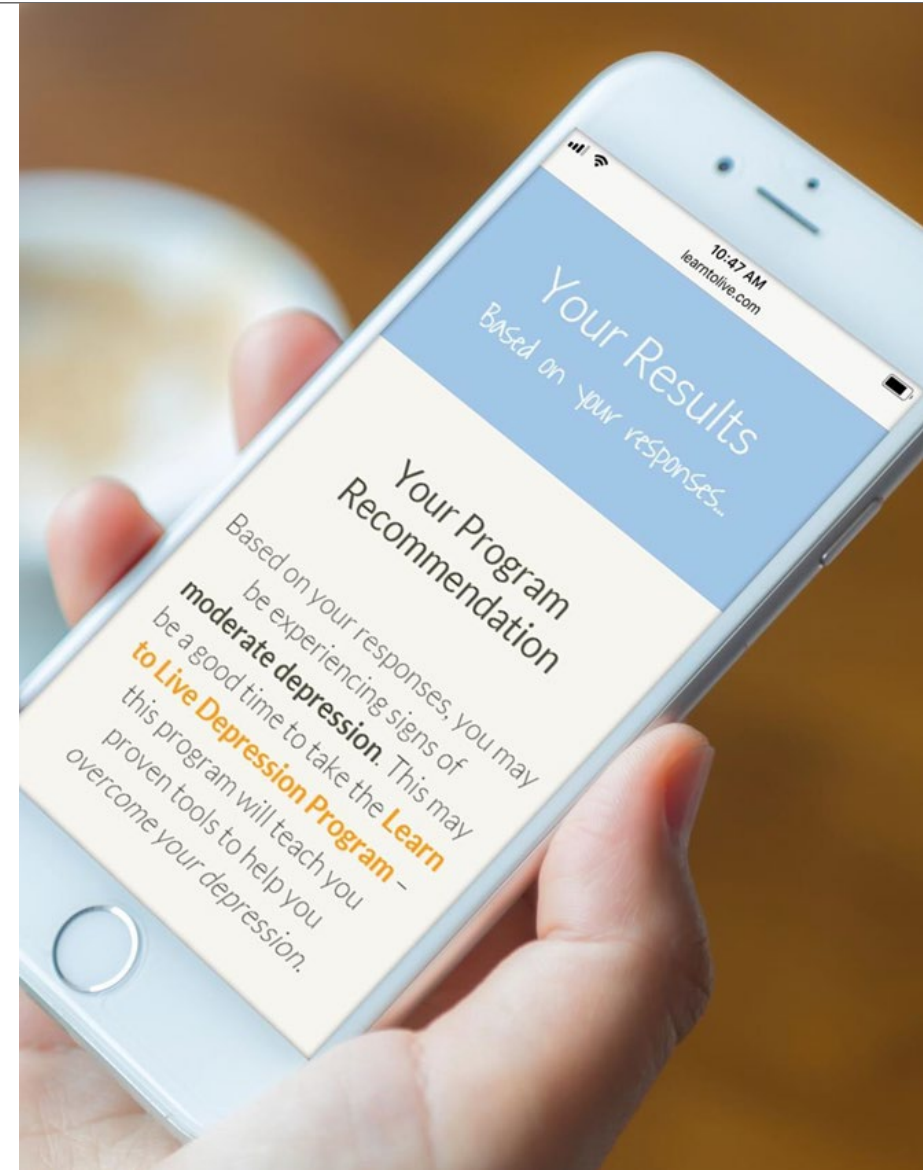 10:47 AM
learntolive.com
Your Results
Based on your responses...
Your Program
Recommendation
Based on your responses, you may
be experiencing signs of
moderate depression. This may
be a good time to take the Learn
to Live Depression Program –
this program will teach you
proven tools to help you
overcome your depression.